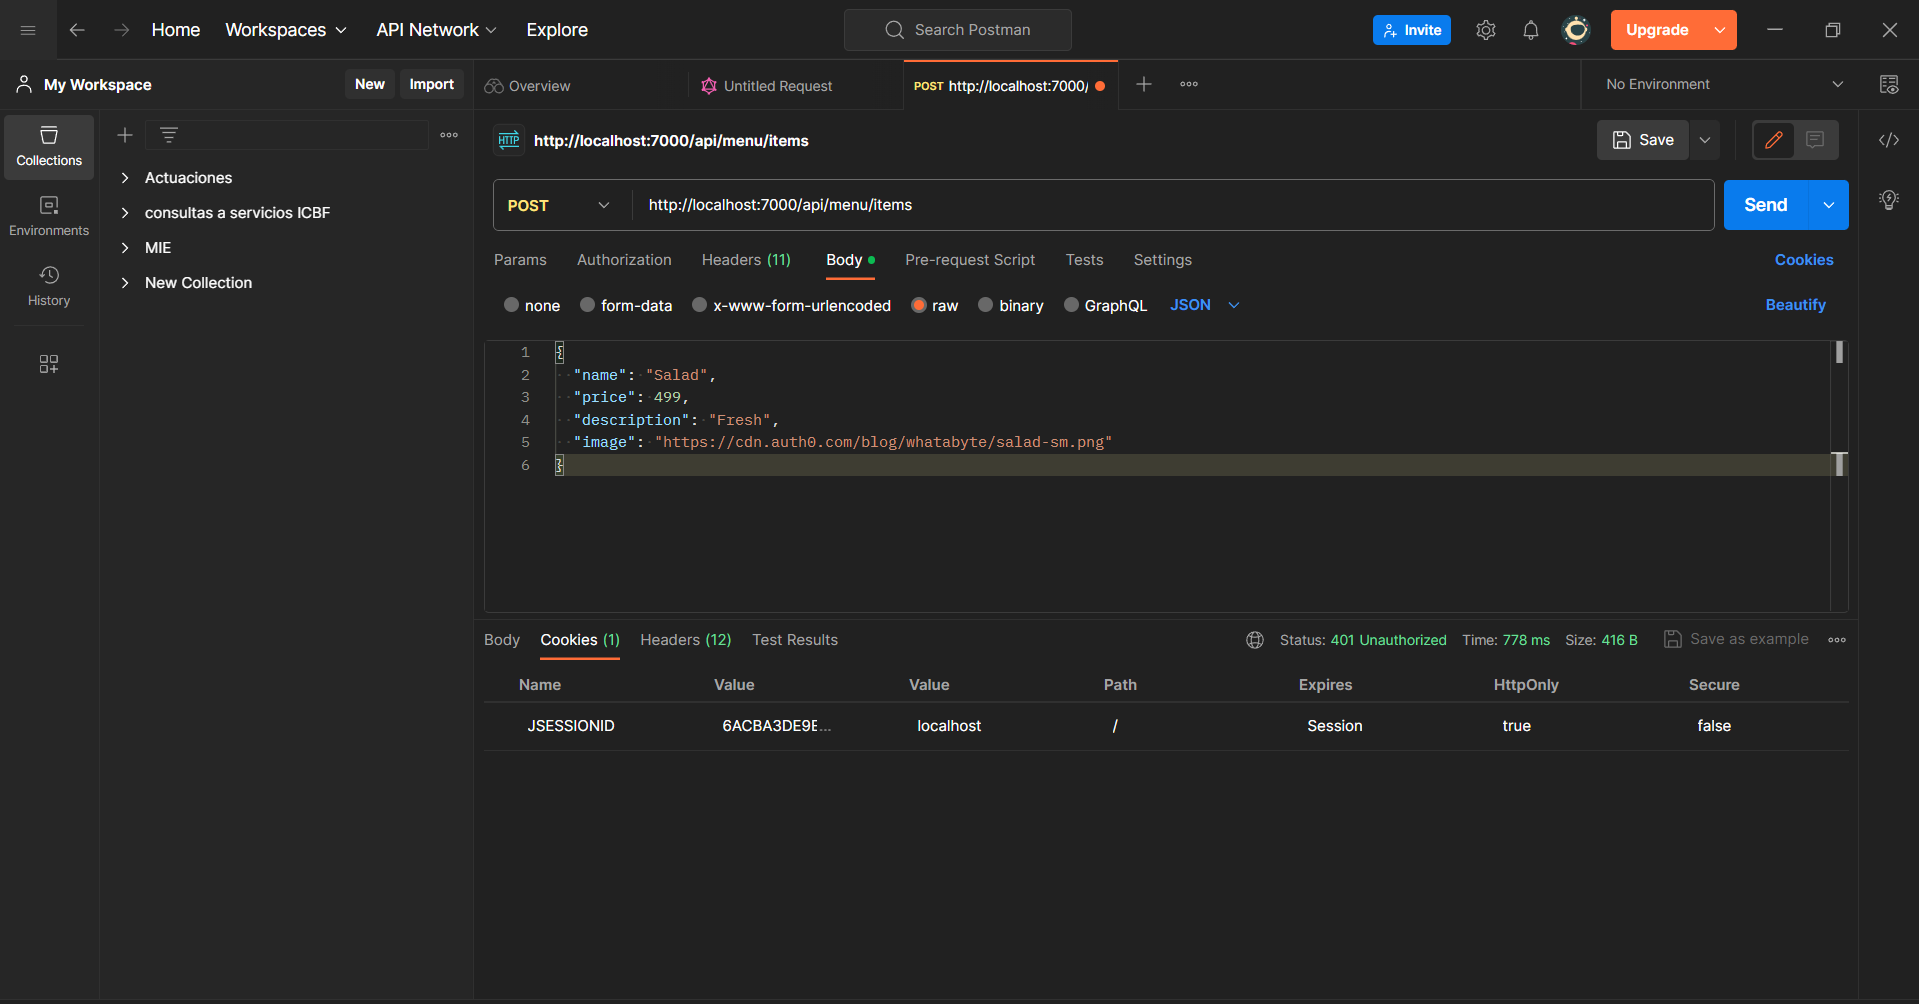 Home Workspaces API Network Explore Search Postman Invite Upgrade
My Workspace New Import Overview Untitled Request POST http://localhost:7000/ No Environment
Collections
Environments
History
Actuaciones
consultas a servicios ICBF
MIE
New Collection
HTTP http://localhost:7000/api/menu/items Save
POST http://localhost:7000/api/menu/items Send
Params Authorization Headers (11) Body Pre-request Script Tests Settings Cookies
none form-data x-www-form-urlencoded raw binary GraphQL JSON Beautify
1 {
2 "name": "Salad",
3 "price": 499,
4 "description": "Fresh",
5 "image": "https://cdn.auth0.com/blog/whatabyte/salad-sm.png"
6 }
Body Cookies (1) Headers (12) Test Results Status: 401 Unauthorized Time: 778 ms Size: 416 B Save as example
Name Value Value Path Expires HttpOnly Secure
JSESSIONID 6ACBA3DE9E... localhost / Session true false